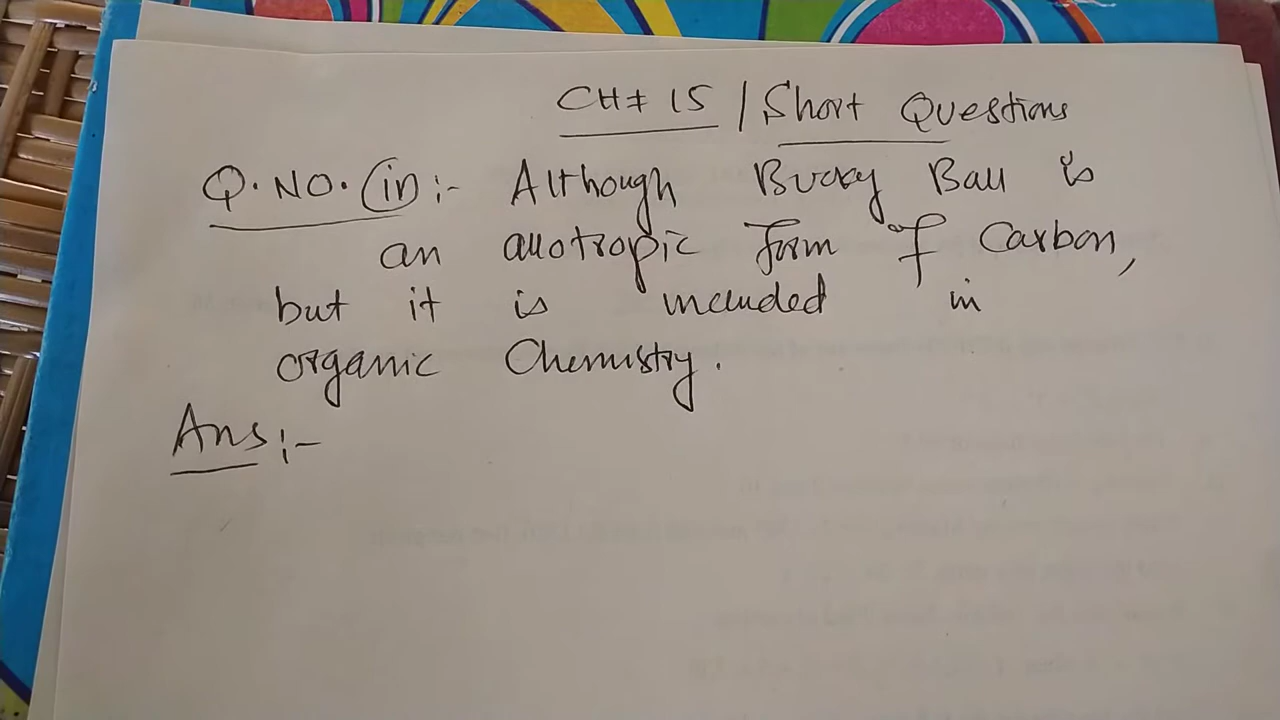 CH# 15 / Short Questions
Q.NO.(iii):- Although Bucky Ball is
an allotropic form of Carbon,
but it is included in
organic Chemistry.
Ans:-